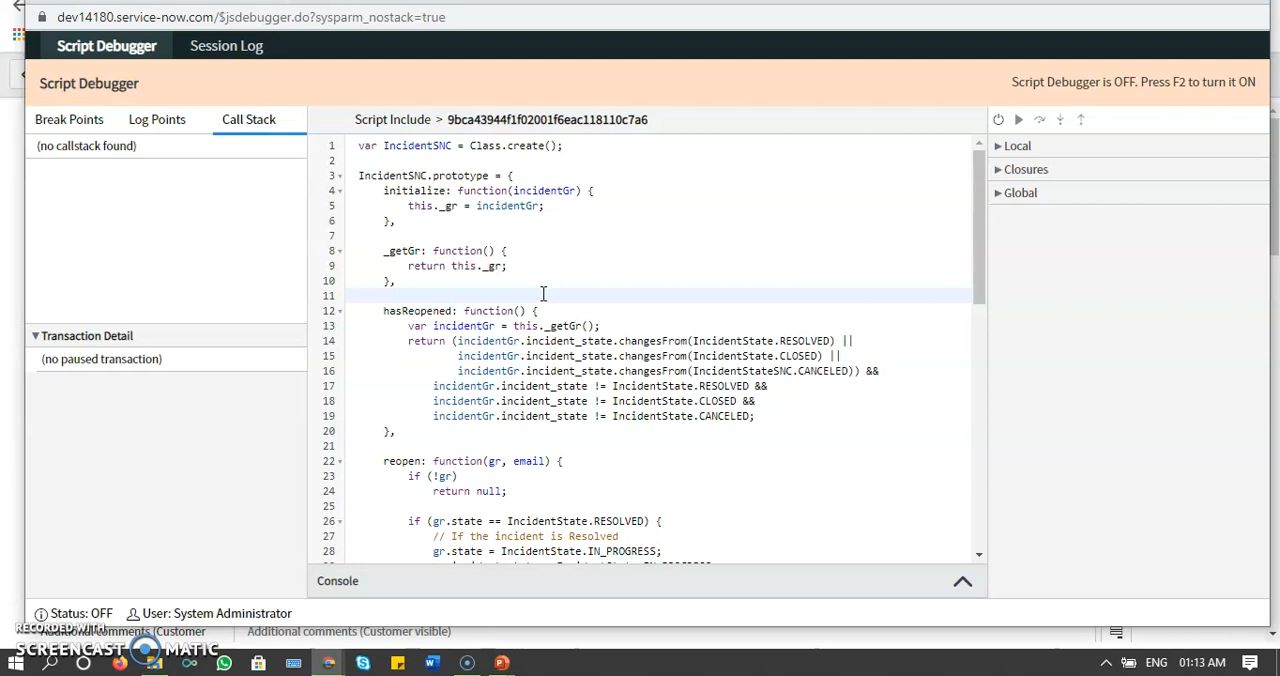 dev14180.service-now.com/$jsdebugger.do?sysparm_nostack=true
Script Debugger
Session Log
Script Debugger
Script Debugger is OFF. Press F2 to turn it ON
Break Points
Log Points
Call Stack
(no callstack found)
Transaction Detail
(no paused transaction)
Script Include > 9bca43944f1f02001f6eac118110c7a6
1 var IncidentSNC = Class.create();
2
3 IncidentSNC.prototype = {
4 initialize: function(incidentGr) {
5 this._gr = incidentGr;
6 },
7
8 _getGr: function() {
9 return this._gr;
10 },
11
12 hasReopened: function() {
13 var incidentGr = this._getGr();
14 return (incidentGr.incident_state.changesFrom(IncidentState.RESOLVED) ||
15 incidentGr.incident_state.changesFrom(IncidentState.CLOSED) ||
16 incidentGr.incident_state.changesFrom(IncidentStateSNC.CANCELED)) &&
17 incidentGr.incident_state != IncidentState.RESOLVED &&
18 incidentGr.incident_state != IncidentState.CLOSED &&
19 incidentGr.incident_state != IncidentState.CANCELED;
20 },
21
22 reopen: function(gr, email) {
23 if (!gr)
24 return null;
25
26 if (gr.state == IncidentState.RESOLVED) {
27 // If the incident is Resolved
28 gr.state = IncidentState.IN_PROGRESS;
Console
Local
Closures
Global
Status: OFF
User: System Administrator
Additional comments (Customer
Additional comments (Customer visible)
RECORDED WITH
SCREENCAST MATIC
ENG
01:13 AM